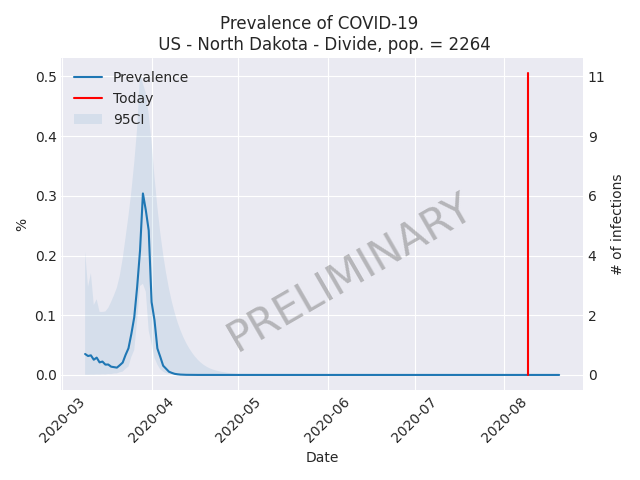 Prevalence of COVID-19
US - North Dakota - Divide, pop. = 2264
Prevalence
Today
95CI
0.5
0.4
0.3
0.2
0.1
0.0
%
11
9
6
4
2
0
# of infections
PRELIMINARY
2020-03
2020-04
2020-05
2020-06
2020-07
2020-08
Date